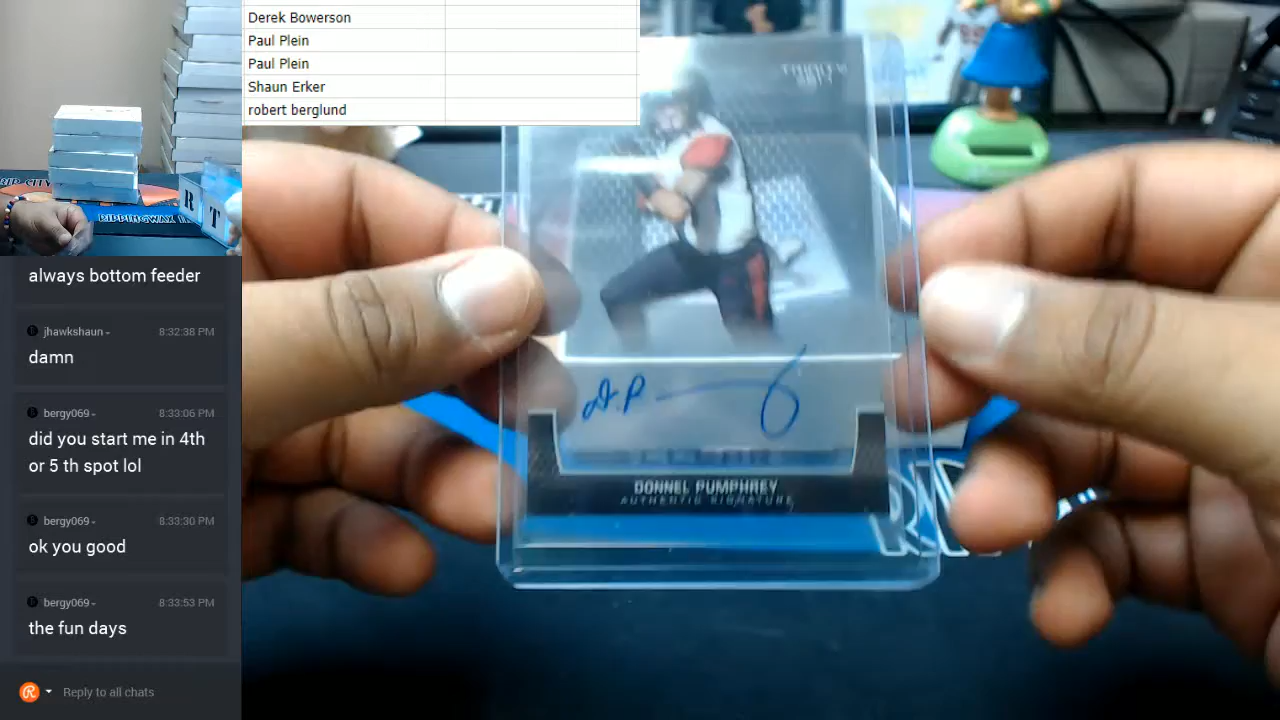 Derek Bowerson
Paul Plein
Paul Plein
Shaun Erker
robert berglund
TRINITY
R T
RIPPINGWAX
always bottom feeder
jhawkshaun 8:32:38 PM
damn
bergy069 8:33:06 PM
did you start me in 4th
or 5 th spot lol
bergy069 8:33:30 PM
ok you good
bergy069 8:33:53 PM
the fun days
Reply to all chats
D.P
DONNEL PUMPHREY
AUTHENTIC SIGNATURE